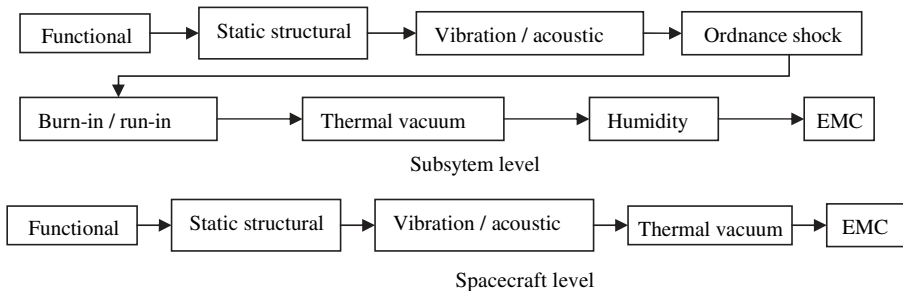 Functional
Static structural
Vibration / acoustic
Ordnance shock
Burn-in / run-in
Thermal vacuum
Humidity
EMC
Subsytem level
Functional
Static structural
Vibration / acoustic
Thermal vacuum
EMC
Spacecraft level